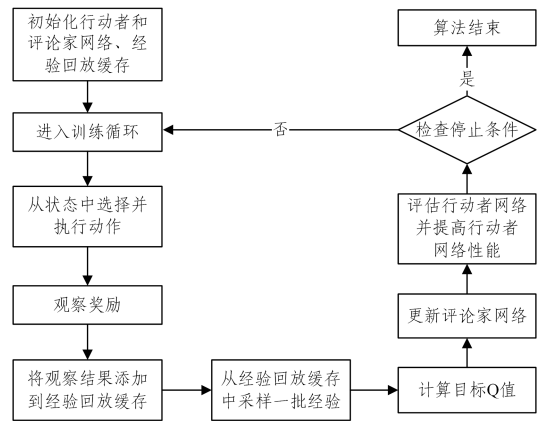 初始化行动者和
评论家网络、经
验回放缓存
进入训练循环
从状态中选择并
执行动作
观察奖励
将观察结果添加
到经验回放缓存
从经验回放缓存
中采样一批经验
计算目标Q值
更新评论家网络
评估行动者网络
并提高行动者
网络性能
检查停止条件
否
是
算法结束